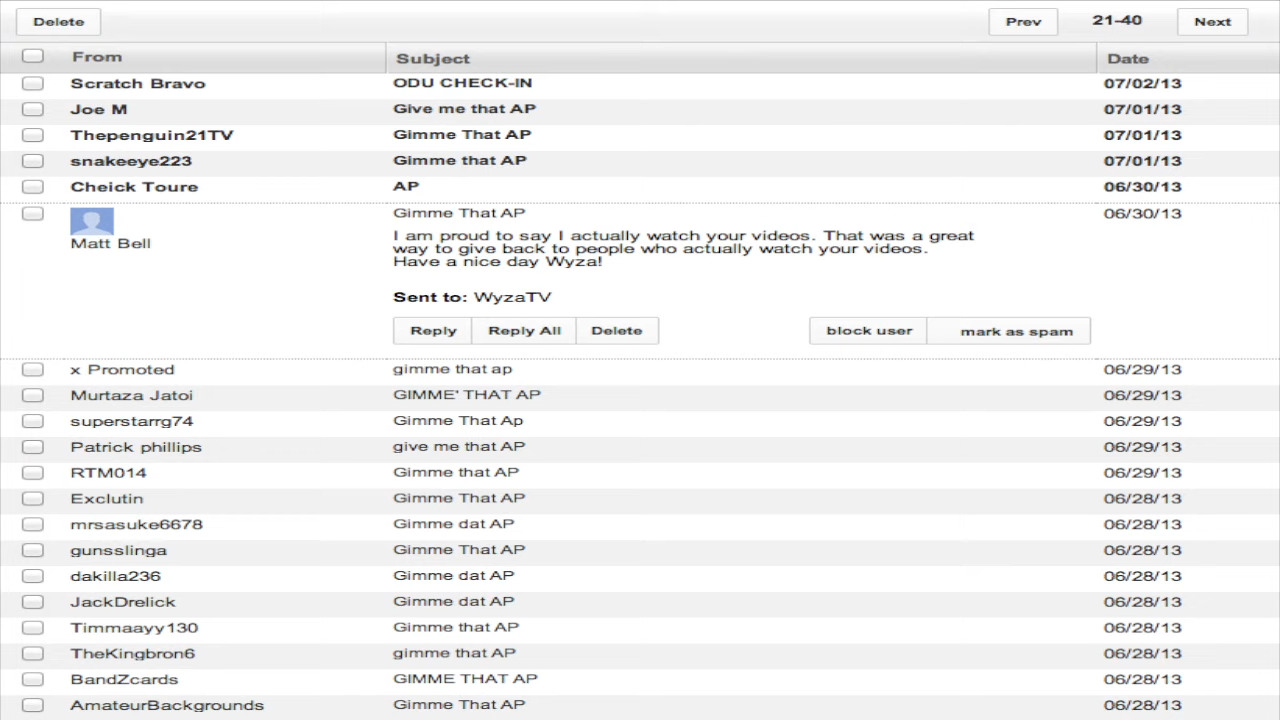 Delete Prev 21-40 Next
From Subject Date
Scratch Bravo ODU CHECK-IN 07/02/13
Joe M Give me that AP 07/01/13
Thepenguin21TV Gimme That AP 07/01/13
snakeeye223 Gimme that AP 07/01/13
Cheick Toure AP 06/30/13
Gimme That AP 06/30/13
Matt Bell
I am proud to say I actually watch your videos. That was a great
way to give back to people who actually watch your videos.
Have a nice day Wyza!
Sent to: WyzaTV
Reply Reply All Delete block user mark as spam
x Promoted gimme that ap 06/29/13
Murtaza Jatoi GIMME' THAT AP 06/29/13
superstarrg74 Gimme That Ap 06/29/13
Patrick phillips give me that AP 06/29/13
RTM014 Gimme that AP 06/29/13
Exclutin Gimme That AP 06/28/13
mrsasuke6678 Gimme dat AP 06/28/13
gunsslinga Gimme That AP 06/28/13
dakilla236 Gimme dat AP 06/28/13
JackDrelick Gimme dat AP 06/28/13
Timmaayy130 Gimme that AP 06/28/13
TheKingbron6 gimme that AP 06/28/13
BandZcards GIMME THAT AP 06/28/13
AmateurBackgrounds Gimme That AP 06/28/13